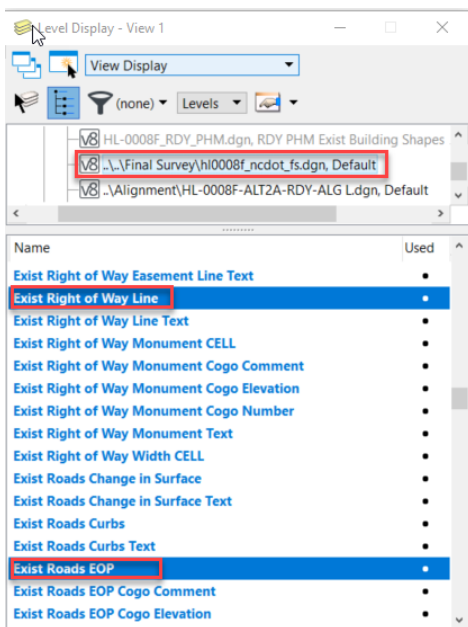 Level Display - View 1
View Display
(none) Levels
V8 HL-0008F_RDY_PHM.dgn, RDY PHM Exist Building Shapes
V8 ..\..\Final Survey\hl0008f_ncdot_fs.dgn, Default
V8 ..\Alignment\HL-0008F-ALT2A-RDY-ALG L.dgn, Default
Name Used
Exist Right of Way Easement Line Text
Exist Right of Way Line
Exist Right of Way Line Text
Exist Right of Way Monument CELL
Exist Right of Way Monument Cogo Comment
Exist Right of Way Monument Cogo Elevation
Exist Right of Way Monument Cogo Number
Exist Right of Way Monument Text
Exist Right of Way Width CELL
Exist Roads Change in Surface
Exist Roads Change in Surface Text
Exist Roads Curbs
Exist Roads Curbs Text
Exist Roads EOP
Exist Roads EOP Cogo Comment
Exist Roads EOP Cogo Elevation